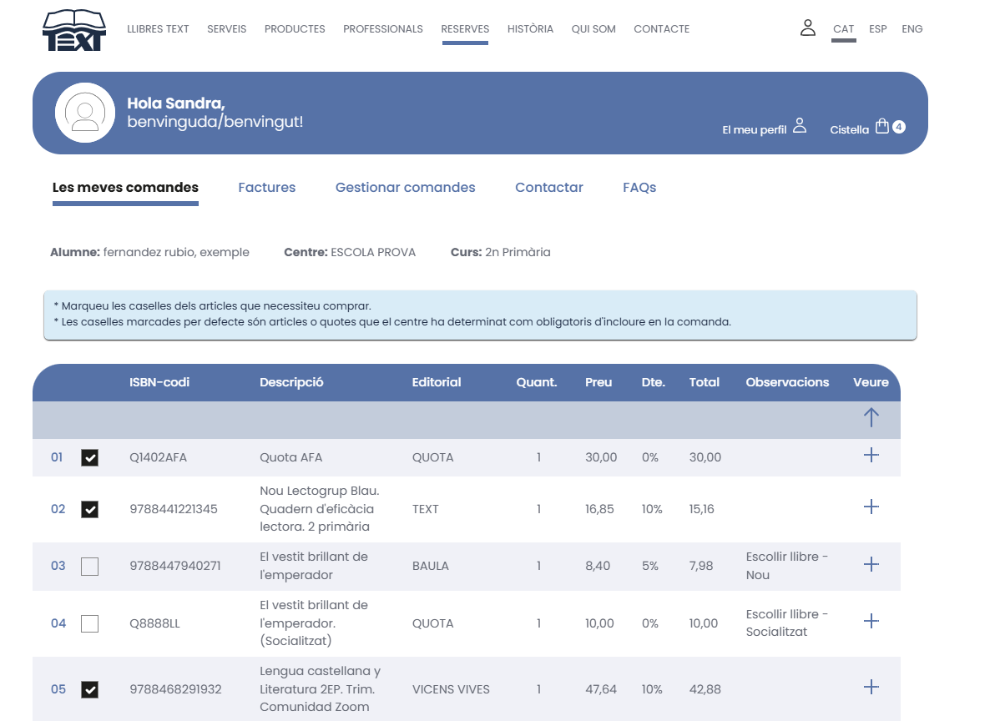 TEXT
LLIBRES TEXT SERVEIS PRODUCTES PROFESSIONALS RESERVES HISTÒRIA QUI SOM CONTACTE CAT ESP ENG
Hola Sandra,
benvinguda/benvingut!
El meu perfil Cistella 4
Les meves comandes Factures Gestionar comandes Contactar FAQs
Alumne: fernandez rubio, exemple Centre: ESCOLA PROVA Curs: 2n Primària
* Marqueu les caselles dels articles que necessiteu comprar.
* Les caselles marcades per defecte són articles o quotes que el centre ha determinat com obligatoris d'incloure en la comanda.
ISBN-codi Descripció Editorial Quant. Preu Dte. Total Observacions Veure
01 Q1402AFA Quota AFA QUOTA 1 30,00 0% 30,00
Nou Lectogrup Blau.
02 9788441221345 Quadern d'eficàcia TEXT 1 16,85 10% 15,16
lectora. 2 primària
El vestit brillant de Escollir llibre -
03 9788447940271 l'emperador BAULA 1 8,40 5% 7,98 Nou
El vestit brillant de
04 Q8888LL l'emperador. QUOTA 1 10,00 0% 10,00 Escollir llibre -
(Socialitzat) Socialitzat
Lengua castellana y
05 9788468291932 Literatura 2EP. Trim. VICENS VIVES 1 47,64 10% 42,88
Comunidad Zoom